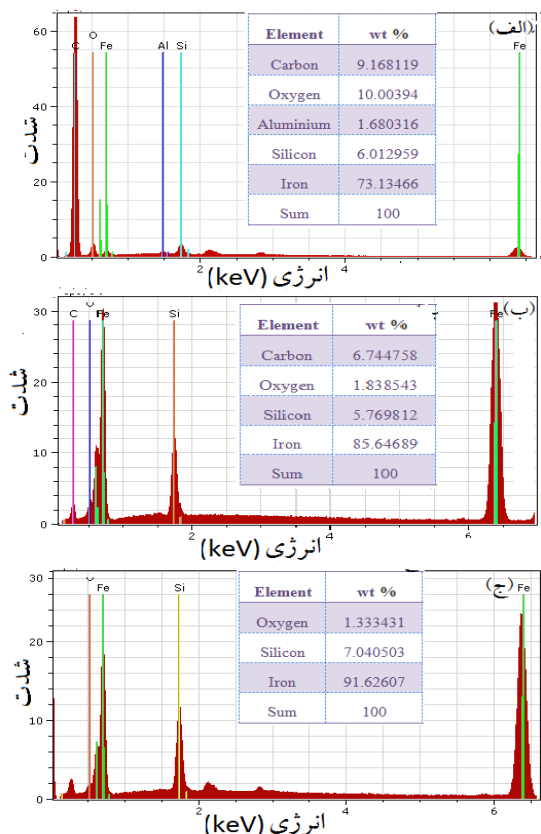 (الف)
60
40
20
0
C O Fe Al Si Fe
Element wt %
Carbon 9.168119
Oxygen 10.00394
Aluminium 1.680316
Silicon 6.012959
Iron 73.13466
Sum 100
شدت
2 4
انرژی (keV)
(ب)
30
20
10
0
C Fe Si Fe
Element wt %
Carbon 6.744758
Oxygen 1.838543
Silicon 5.769812
Iron 85.64689
Sum 100
شدت
0 2 4 6
انرژی (keV)
(ج)
30
20
10
0
Fe Si Fe
Element wt %
Oxygen 1.333431
Silicon 7.040503
Iron 91.62607
Sum 100
شدت
2 4 6
انرژی (keV)